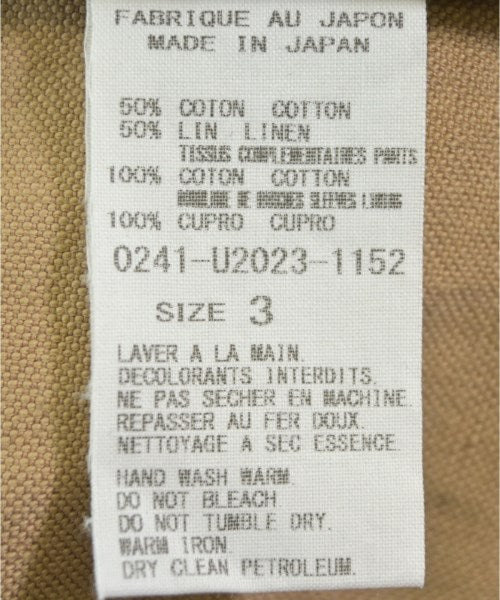 FABRIQUE AU JAPON
MADE IN JAPAN
50% COTON COTTON
50% LIN LINEN
TISSUS COMPLEMENTAIRES PARTS
100% COTON COTTON
SLEEVES LINING
100% CUPRO CUPRO
0241-U2023-1152
SIZE 3
LAVER A LA MAIN.
DECOLORANTS INTERDITS.
NE PAS SECHER EN MACHINE.
REPASSER AU FER DOUX.
NETTOYAGE A SEC ESSENCE.
HAND WASH WARM.
DO NOT BLEACH.
DO NOT TUMBLE DRY.
WARM IRON.
DRY CLEAN PETROLEUM.